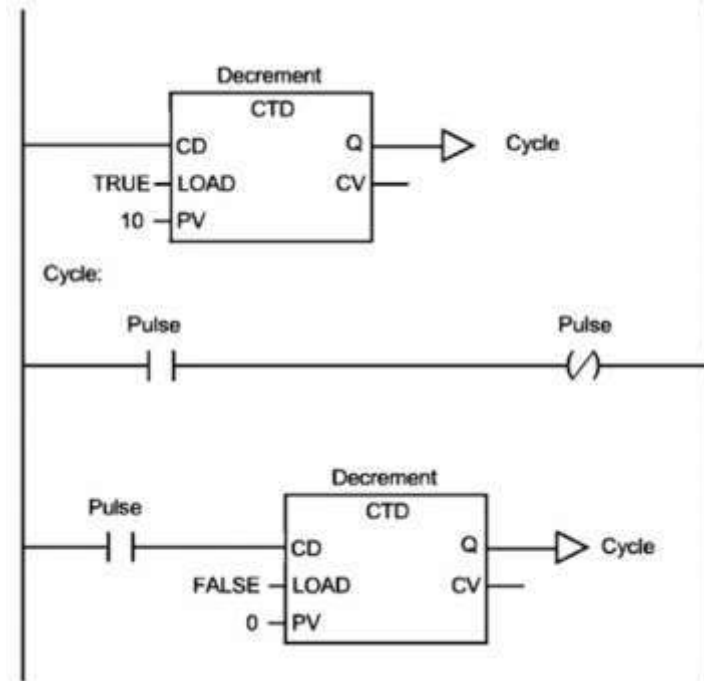 Decrement
CTD
CD Q Cycle
TRUE LOAD CV
10 PV
Cycle:
Pulse Pulse
Decrement
Pulse CTD
CD Q Cycle
FALSE LOAD CV
0 PV